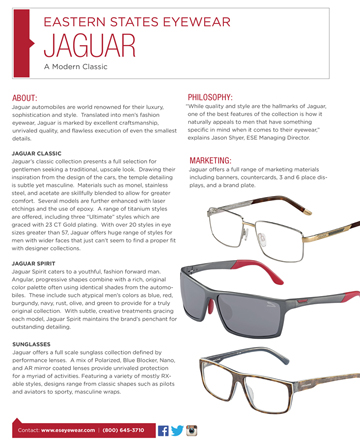 EASTERN STATES EYEWEAR
JAGUAR
A Modern Classic
ABOUT:
Jaguar automobiles are world renowned for their luxury,
sophistication and style. Translated into men's fashion
eyewear, Jaguar is marked by excellent craftsmanship,
unrivaled quality, and flawless execution of even the smallest
details.
JAGUAR CLASSIC
Jaguar's classic collection presents a full selection for
gentlemen seeking a traditional, upscale look. Drawing their
inspiration from the design of the cars, the temple detailing
is subtle yet masculine. Materials such as monel, stainless
steel, and acetate are skillfully blended to allow for greater
comfort. Several models are further enhanced with laser
etchings and the use of epoxy. A range of titanium styles
are offered, including three "Ultimate" styles which are
graced with 23 CT Gold plating. With over 20 styles in eye
sizes greater than 57, Jaguar offers huge range of styles for
men with wider faces that just can't seem to find a proper fit
with designer collections.
JAGUAR SPIRIT
Jaguar Spirit caters to a youthful, fashion forward man.
Angular, progressive shapes combine with a rich, original
color palette often using identical shades from the automo-
biles. These include such atypical men's colors as blue, red,
burgundy, navy, rust, olive, and green to provide for a truly
original collection. With subtle, creative treatments gracing
each model, Jaguar Spirit maintains the brand's penchant for
outstanding detailing.
SUNGLASSES
Jaguar offers a full scale sunglass collection defined by
performance lenses. A mix of Polarized, Blue Blocker, Nano,
and AR mirror coated lenses provide unrivaled protection
for a myriad of activities. Featuring a variety of mostly RX-
able styles, designs range from classic shapes such as pilots
and aviators to sporty, masculine wraps.
PHILOSOPHY:
"While quality and style are the hallmarks of Jaguar,
one of the best features of the collection is how it
naturally appeals to men that have something
specific in mind when it comes to their eyewear,"
explains Jason Shyer, ESE Managing Director.
MARKETING:
Jaguar offers a full range of marketing materials
including banners, countercards, 3 and 6 place dis-
plays, and a brand plate.
Contact: www.eseyewear.com | (800) 645-3710